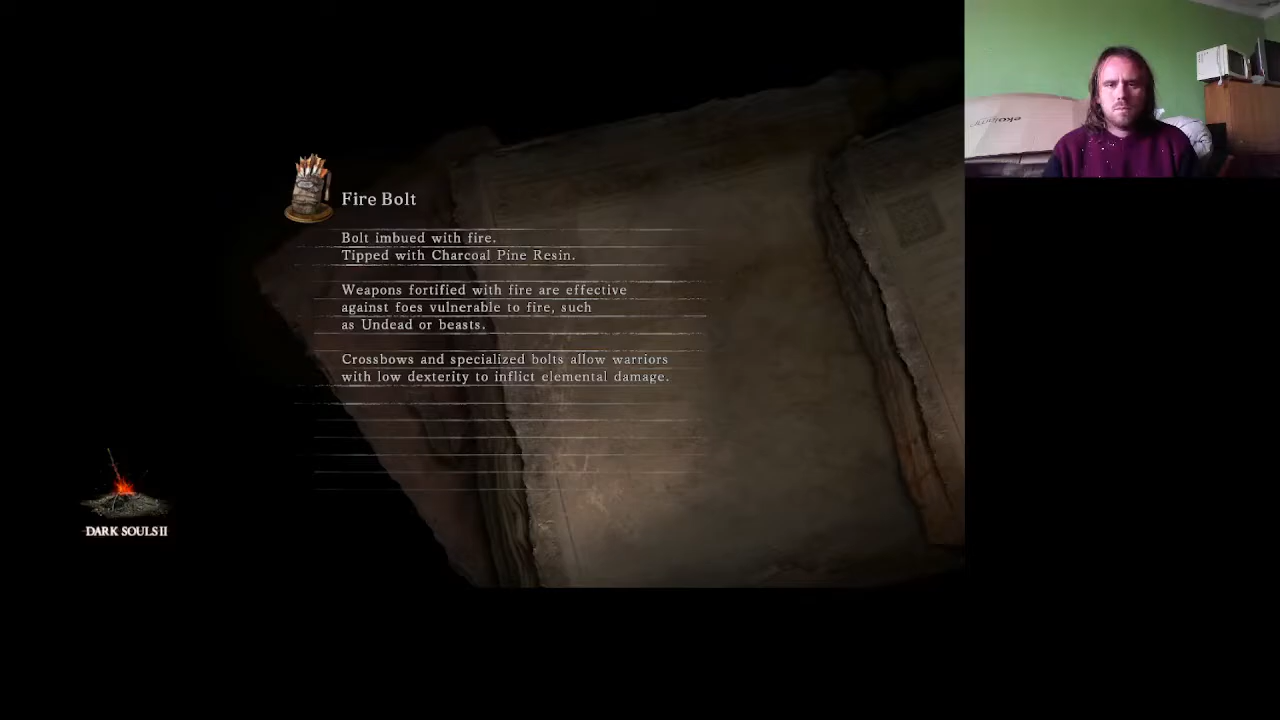 Fire Bolt
Bolt imbued with fire.
Tipped with Charcoal Pine Resin.
Weapons fortified with fire are effective
against foes vulnerable to fire, such
as Undead or beasts.
Crossbows and specialized bolts allow warriors
with low dexterity to inflict elemental damage.
DARK SOULS II